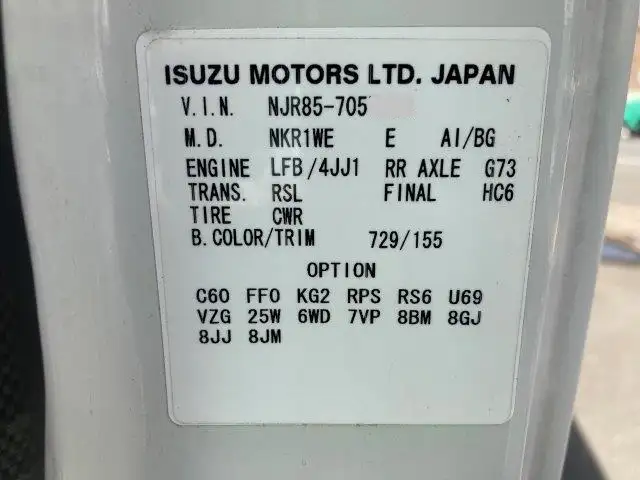 ISUZU MOTORS LTD. JAPAN
V.I.N. NJR85-705
M.D. NKR1WE E AI/BG
ENGINE LFB/4JJ1 RR AXLE G73
TRANS. RSL FINAL HC6
TIRE CWR
B.COLOR/TRIM 729/155
OPTION
C60 FF0 KG2 RPS RS6 U69
VZG 25W 6WD 7VP 8BM 8GJ
8JJ 8JM